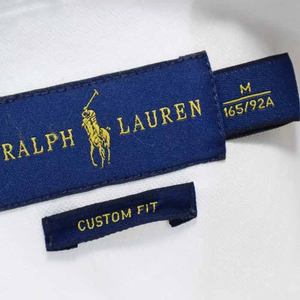 RALPH LAUREN
M
165/92A
CUSTOM FIT